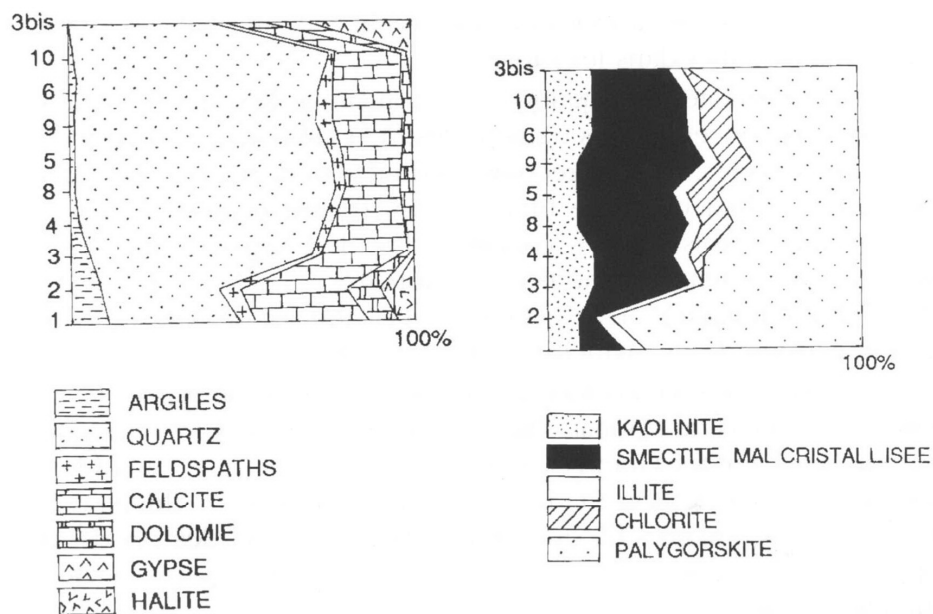 3bis
10
6
9
5
8
4
3
2
1
100%
ARGILES
QUARTZ
FELDSPATHS
CALCITE
DOLOMIE
GYPSE
HALITE
3bis
10
6
9
5
8
4
3
2
100%
KAOLINITE
SMECTITE MAL CRISTALLISEE
ILLITE
CHLORITE
PALYGORSKITE